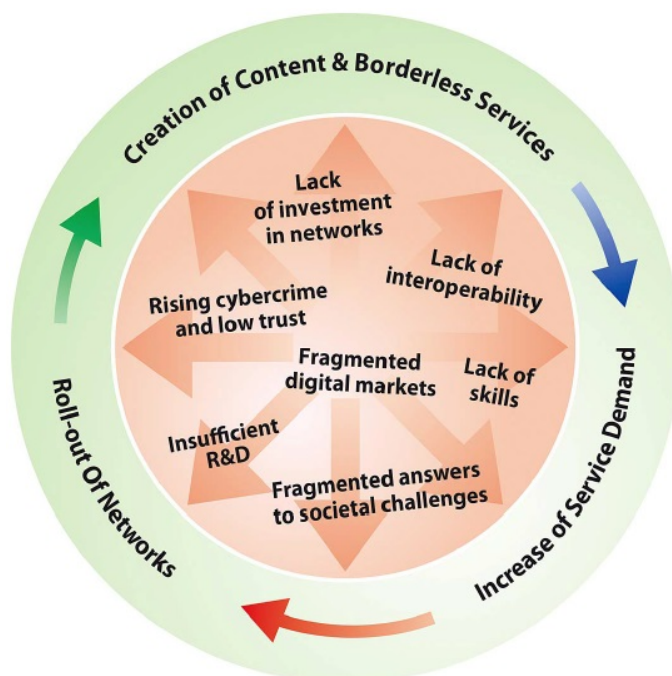 Creation of Content & Borderless Services
Lack
of investment
in networks
Lack of
interoperability
Rising cybercrime
and low trust
Fragmented
digital markets
Lack of
skills
Insufficient
R&D
Fragmented answers
to societal challenges
Increase of Service Demand
Roll-out Of Networks